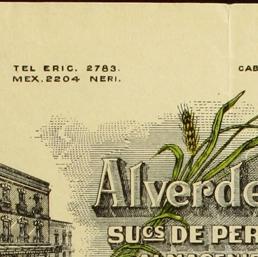 TEL ERIC. 2783.
MEX. 2204 NERI.
CAB
Alverde
SUCS DE PER